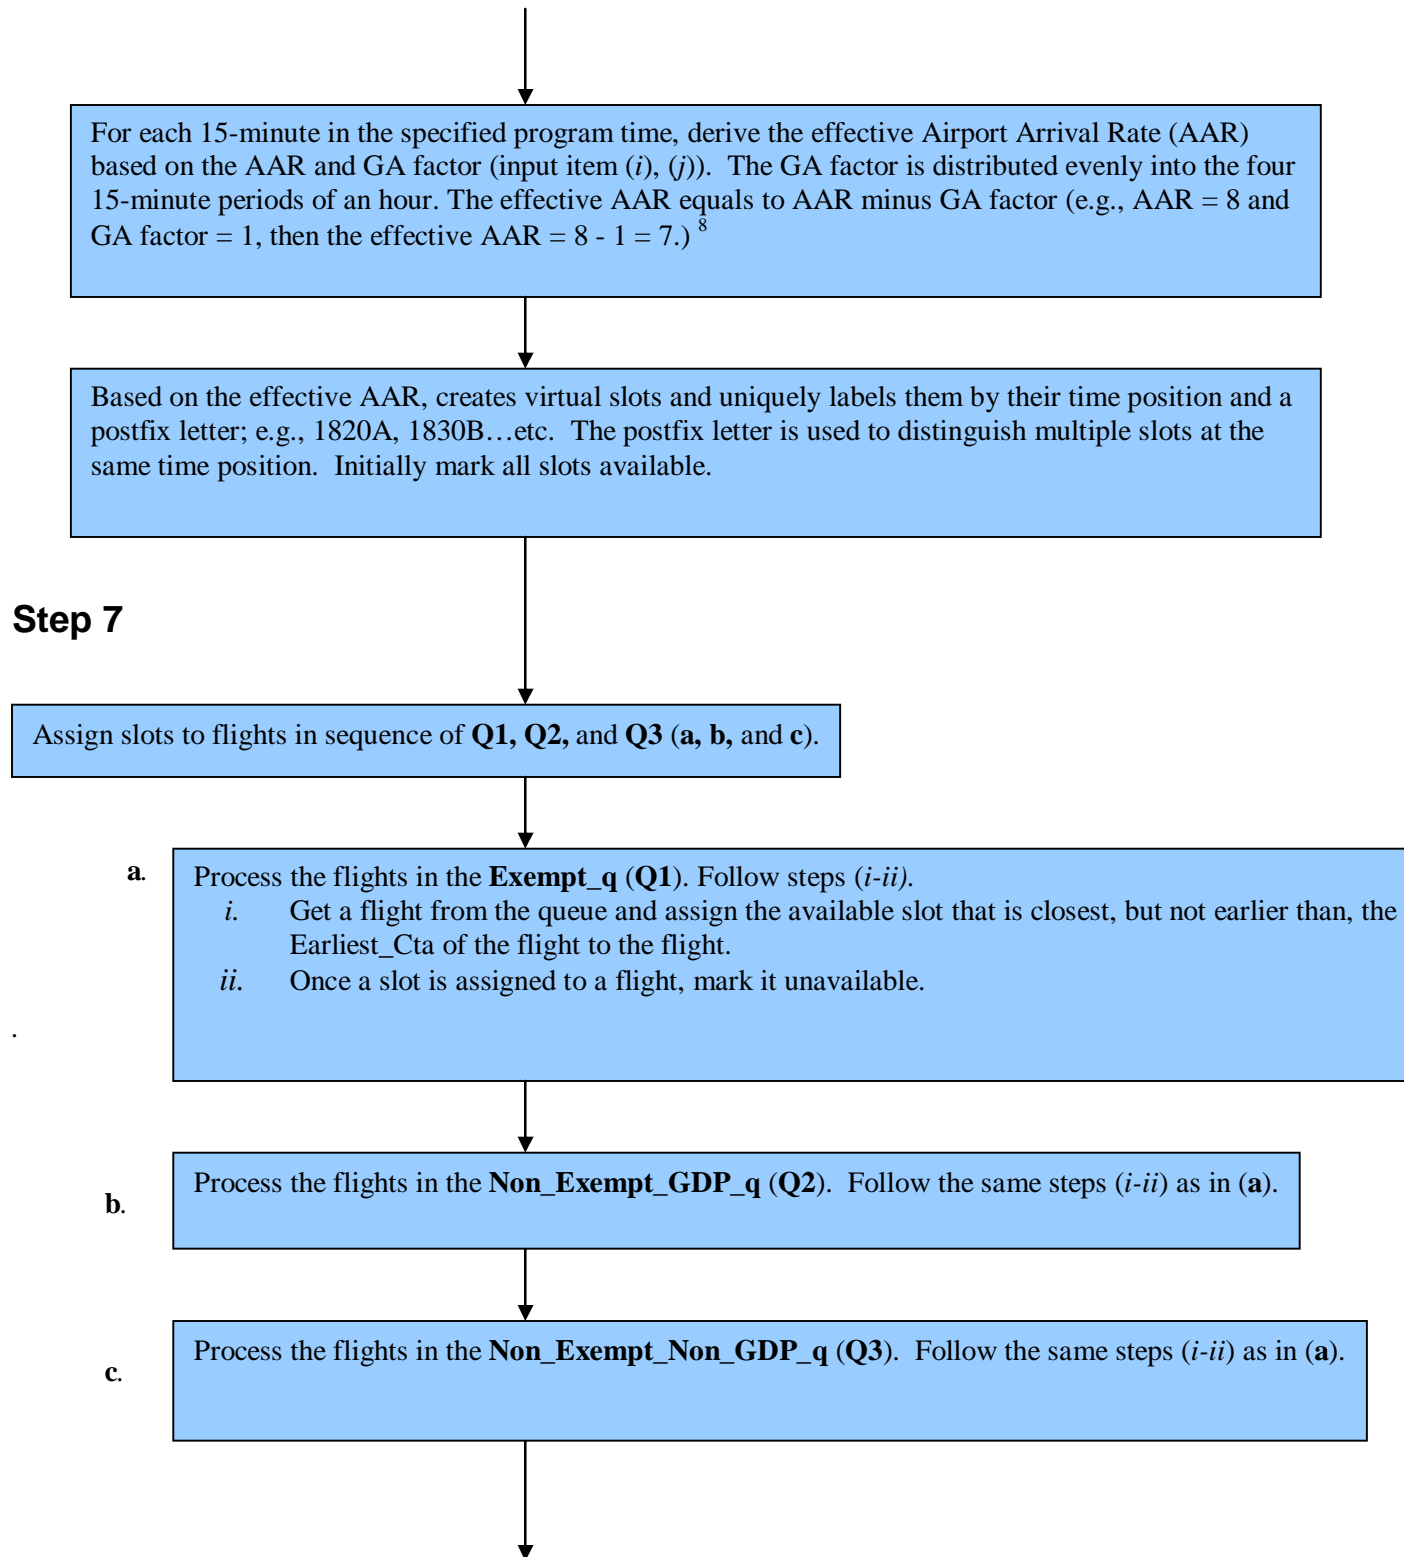 For each 15-minute in the specified program time, derive the effective Airport Arrival Rate (AAR)
based on the AAR and GA factor (input item (i), (j)).  The GA factor is distributed evenly into the four
15-minute periods of an hour. The effective AAR equals to AAR minus GA factor (e.g., AAR = 8 and
GA factor = 1, then the effective AAR = 8 - 1 = 7.) 8
Based on the effective AAR, creates virtual slots and uniquely labels them by their time position and a
postfix letter; e.g., 1820A, 1830B…etc.  The postfix letter is used to distinguish multiple slots at the
same time position.  Initially mark all slots available.
Step 7
Assign slots to flights in sequence of Q1, Q2, and Q3 (a, b, and c).
a.
Process the flights in the Exempt_q (Q1). Follow steps (i-ii).
i. Get a flight from the queue and assign the available slot that is closest, but not earlier than, the
Earliest_Cta of the flight to the flight.
ii. Once a slot is assigned to a flight, mark it unavailable.
.
b.
Process the flights in the Non_Exempt_GDP_q (Q2).  Follow the same steps (i-ii) as in (a).
c.
Process the flights in the Non_Exempt_Non_GDP_q (Q3).  Follow the same steps (i-ii) as in (a).